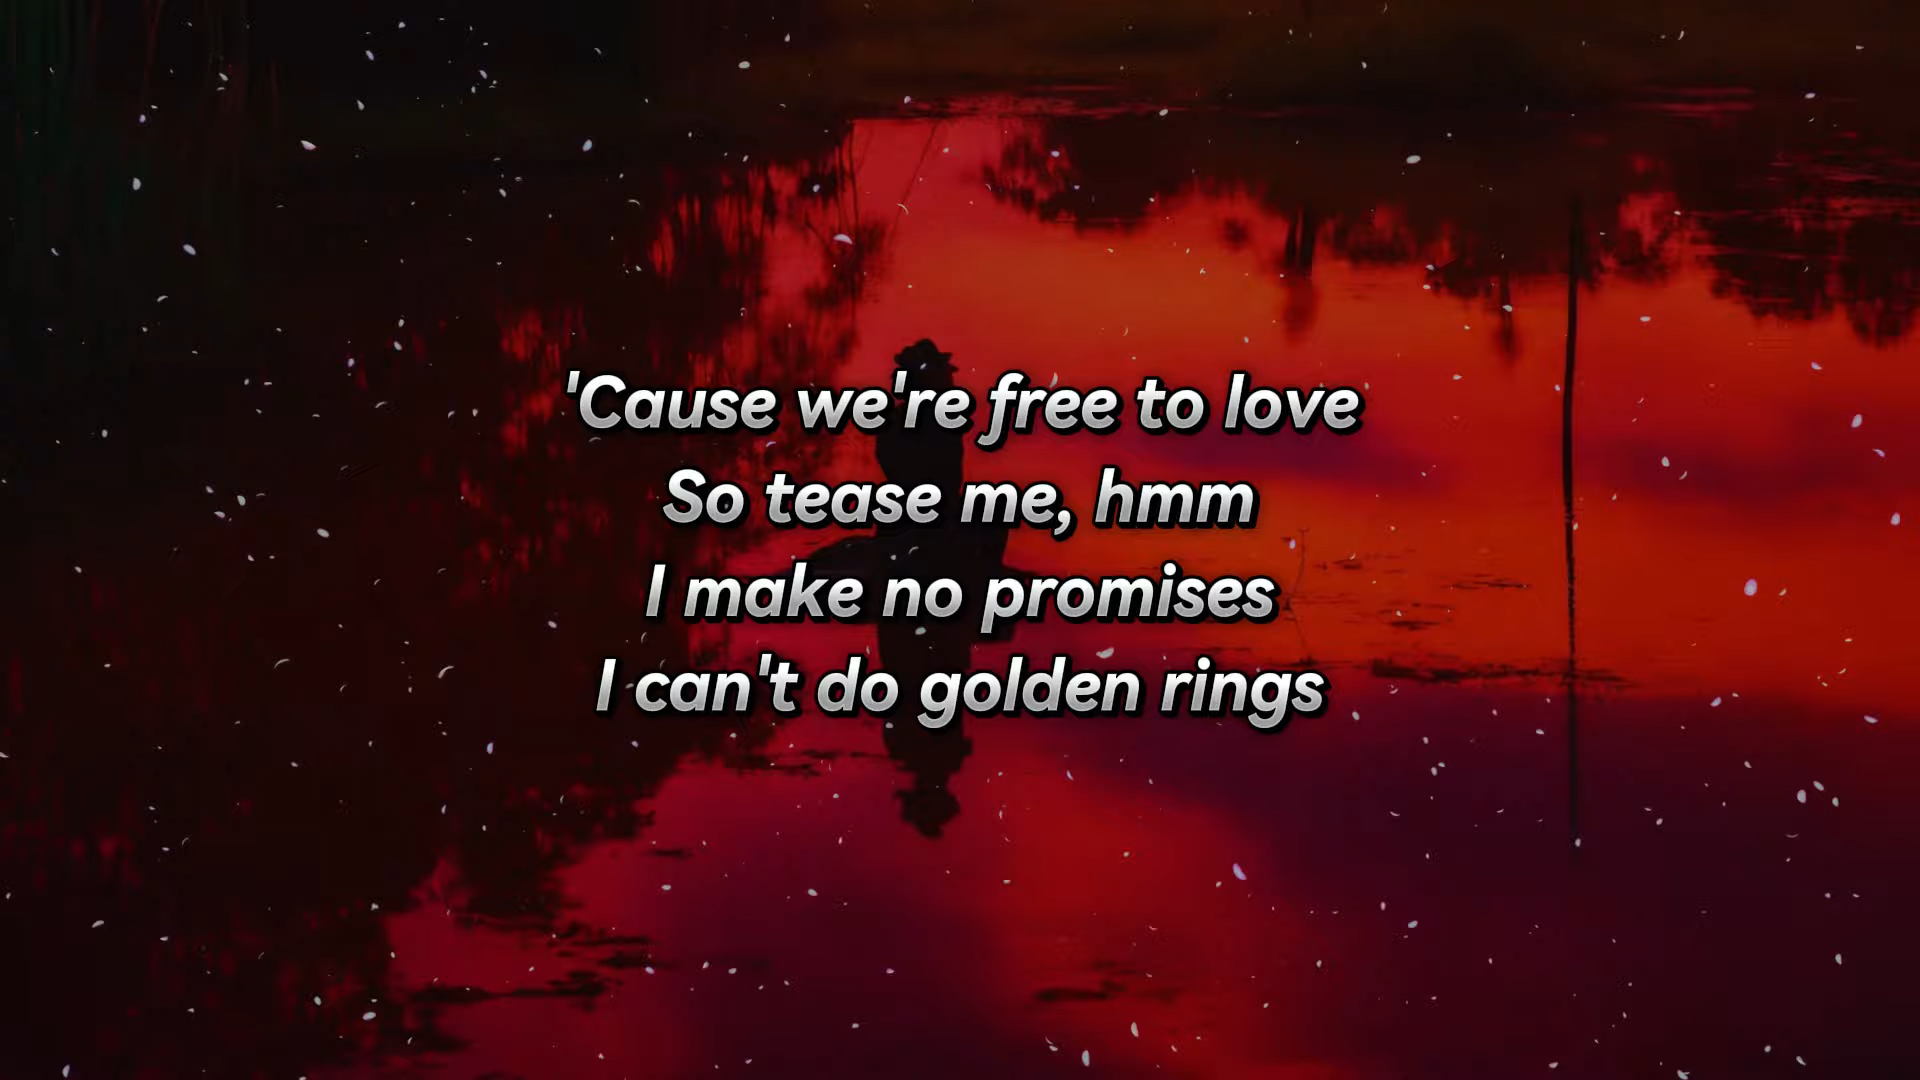 'Cause we're free to love
So tease me, hmm
I make no promises
I can't do golden rings